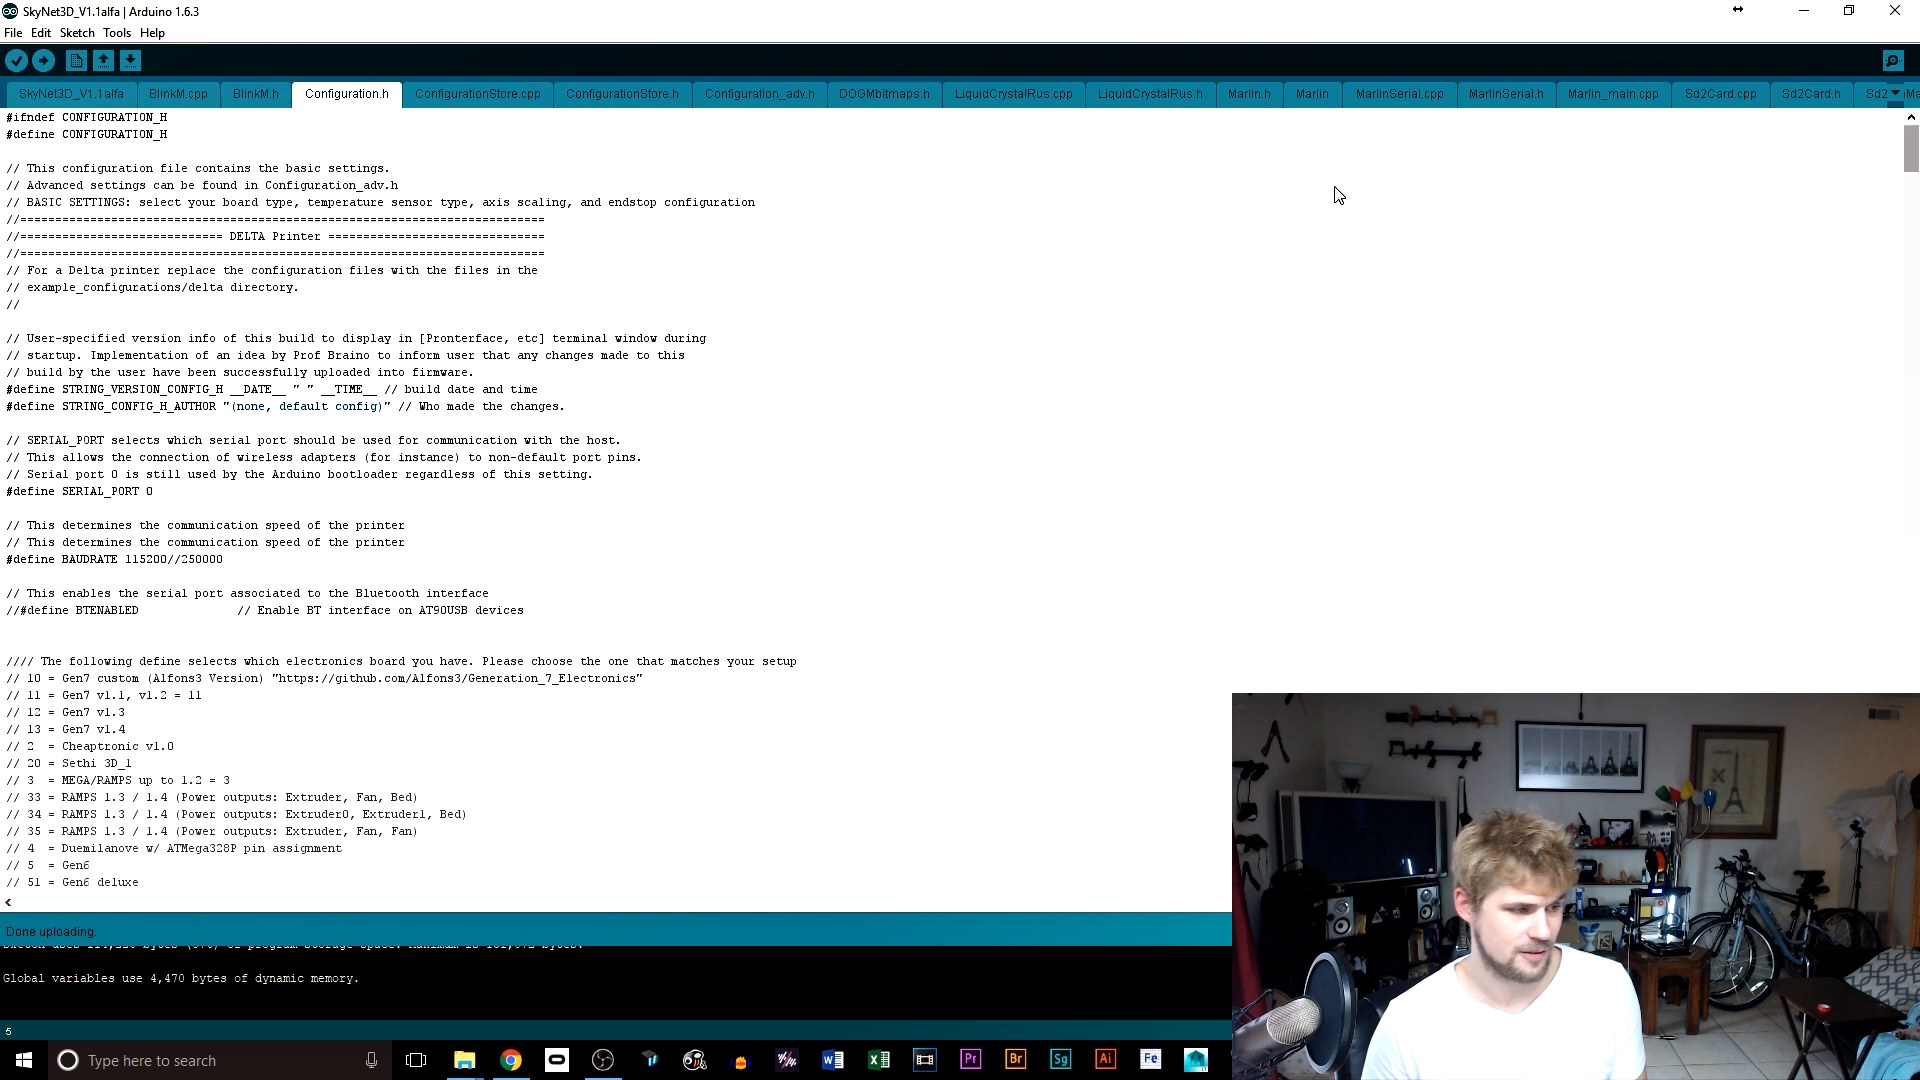 SkyNet3D_V1.1alfa | Arduino 1.6.3
File Edit Sketch Tools Help
SkyNet3D_V1.1alfa BlinkM.cpp BlinkM.h Configuration.h ConfigurationStore.cpp ConfigurationStore.h Configuration_adv.h DOGMbitmaps.h LiquidCrystalRus.cpp LiquidCrystalRus.h Marlin.h Marlin MarlinSerial.cpp MarlinSerial.h Marlin_main.cpp Sd2Card.cpp Sd2Card.h Sd2
#ifndef CONFIGURATION_H
#define CONFIGURATION_H
// This configuration file contains the basic settings.
// Advanced settings can be found in Configuration_adv.h
// BASIC SETTINGS: select your board type, temperature sensor type, axis scaling, and endstop configuration
//===========================================================================
//============================= DELTA Printer ===============================
//===========================================================================
// For a Delta printer replace the configuration files with the files in the
// example_configurations/delta directory.
//
// User-specified version info of this build to display in [Pronterface, etc] terminal window during
// startup. Implementation of an idea by Prof Braino to inform user that any changes made to this
// build by the user have been successfully uploaded into firmware.
#define STRING_VERSION_CONFIG_H __DATE__ " " __TIME__ // build date and time
#define STRING_CONFIG_H_AUTHOR "(none, default config)" // Who made the changes.
// SERIAL_PORT selects which serial port should be used for communication with the host.
// This allows the connection of wireless adapters (for instance) to non-default port pins.
// Serial port 0 is still used by the Arduino bootloader regardless of this setting.
#define SERIAL_PORT 0
// This determines the communication speed of the printer
// This determines the communication speed of the printer
#define BAUDRATE 115200//250000
// This enables the serial port associated to the Bluetooth interface
//#define BTENABLED // Enable BT interface on AT90USB devices
//// The following define selects which electronics board you have. Please choose the one that matches your setup
// 10 = Gen7 custom (Alfons3 Version) "https://github.com/Alfons3/Generation_7_Electronics"
// 11 = Gen7 v1.1, v1.2 = 11
// 12 = Gen7 v1.3
// 13 = Gen7 v1.4
// 2 = Cheaptronic v1.0
// 20 = Sethi 3D_1
// 3 = MEGA/RAMPS up to 1.2 = 3
// 33 = RAMPS 1.3 / 1.4 (Power outputs: Extruder, Fan, Bed)
// 34 = RAMPS 1.3 / 1.4 (Power outputs: Extruder0, Extruder1, Bed)
// 35 = RAMPS 1.3 / 1.4 (Power outputs: Extruder, Fan, Fan)
// 4 = Duemilanove w/ ATMega328P pin assignment
// 5 = Gen6
// 51 = Gen6 deluxe
Done uploading.
Global variables use 4,470 bytes of dynamic memory.
5
Type here to search
Pr Br Sg Ai Fe